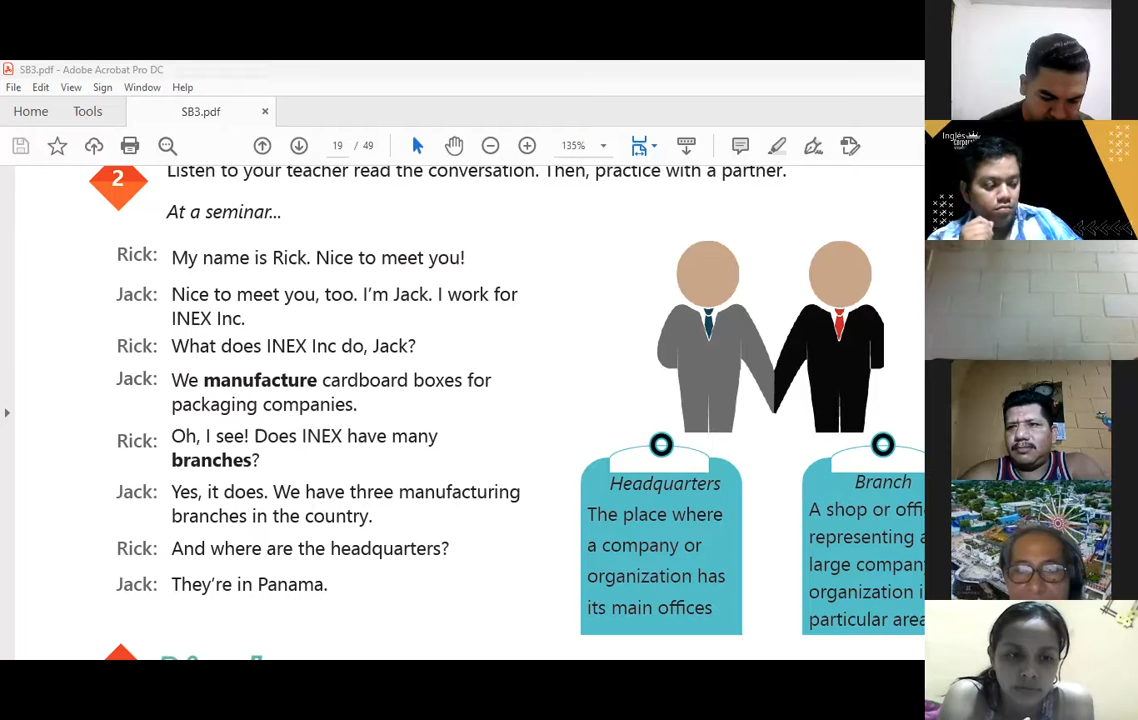 SB3.pdf - Adobe Acrobat Pro DC
File Edit View Sign Window Help
Home Tools SB3.pdf ×
19 / 49 135%
2 Listen to your teacher read the conversation. Then, practice with a partner.
At a seminar...
Rick: My name is Rick. Nice to meet you!
Jack: Nice to meet you, too. I'm Jack. I work for
INEX Inc.
Rick: What does INEX Inc do, Jack?
Jack: We manufacture cardboard boxes for
packaging companies.
Rick: Oh, I see! Does INEX have many
branches?
Jack: Yes, it does. We have three manufacturing
branches in the country.
Rick: And where are the headquarters?
Jack: They're in Panama.
Headquarters
The place where
a company or
organization has
its main offices
Branch
A shop or offi
representing a
large company
organization i
particular area
Inglés
corpora